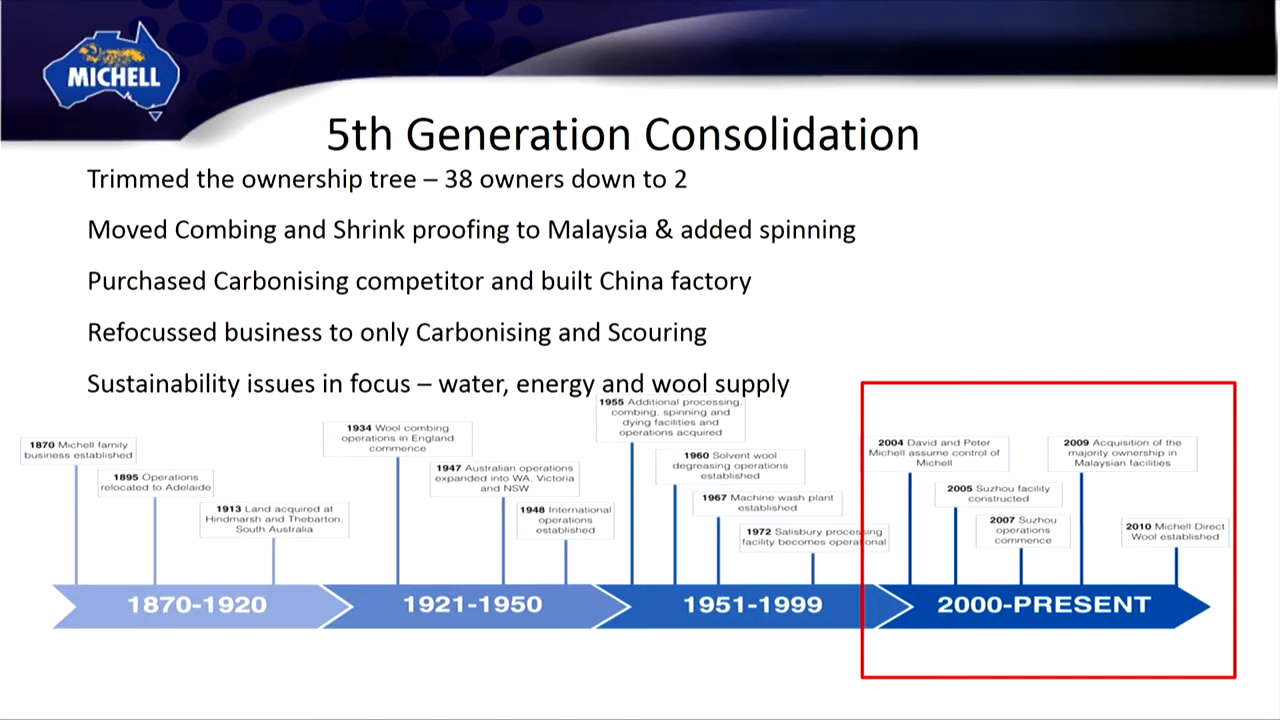 MICHELL
5th Generation Consolidation
Trimmed the ownership tree – 38 owners down to 2
Moved Combing and Shrink proofing to Malaysia & added spinning
Purchased Carbonising competitor and built China factory
Refocussed business to only Carbonising and Scouring
Sustainability issues in focus – water, energy and wool supply
1870 Michell family
business established
1895 Operations
relocated to Adelaide
1913 Land acquired at
Hindmarsh and Thebarton,
South Australia
1934 Wool combing
operations in England
commence
1947 Australian operations
expanded into WA, Victoria
and NSW
1948 International
operations
established
1955 Additional processing,
combing, spinning and
dying facilities and
operations acquired
1960 Solvent wool
degreasing operations
established
1967 Machine wash plant
established
1972 Salisbury processing
facility becomes operational
2004 David and Peter
Michell assume control of
Michell
2005 Suzhou facility
constructed
2007 Suzhou
operations
commence
2009 Acquisition of the
majority ownership in
Malaysian facilities
2010 Michell Direct
Wool established
1870-1920
1921-1950
1951-1999
2000-PRESENT